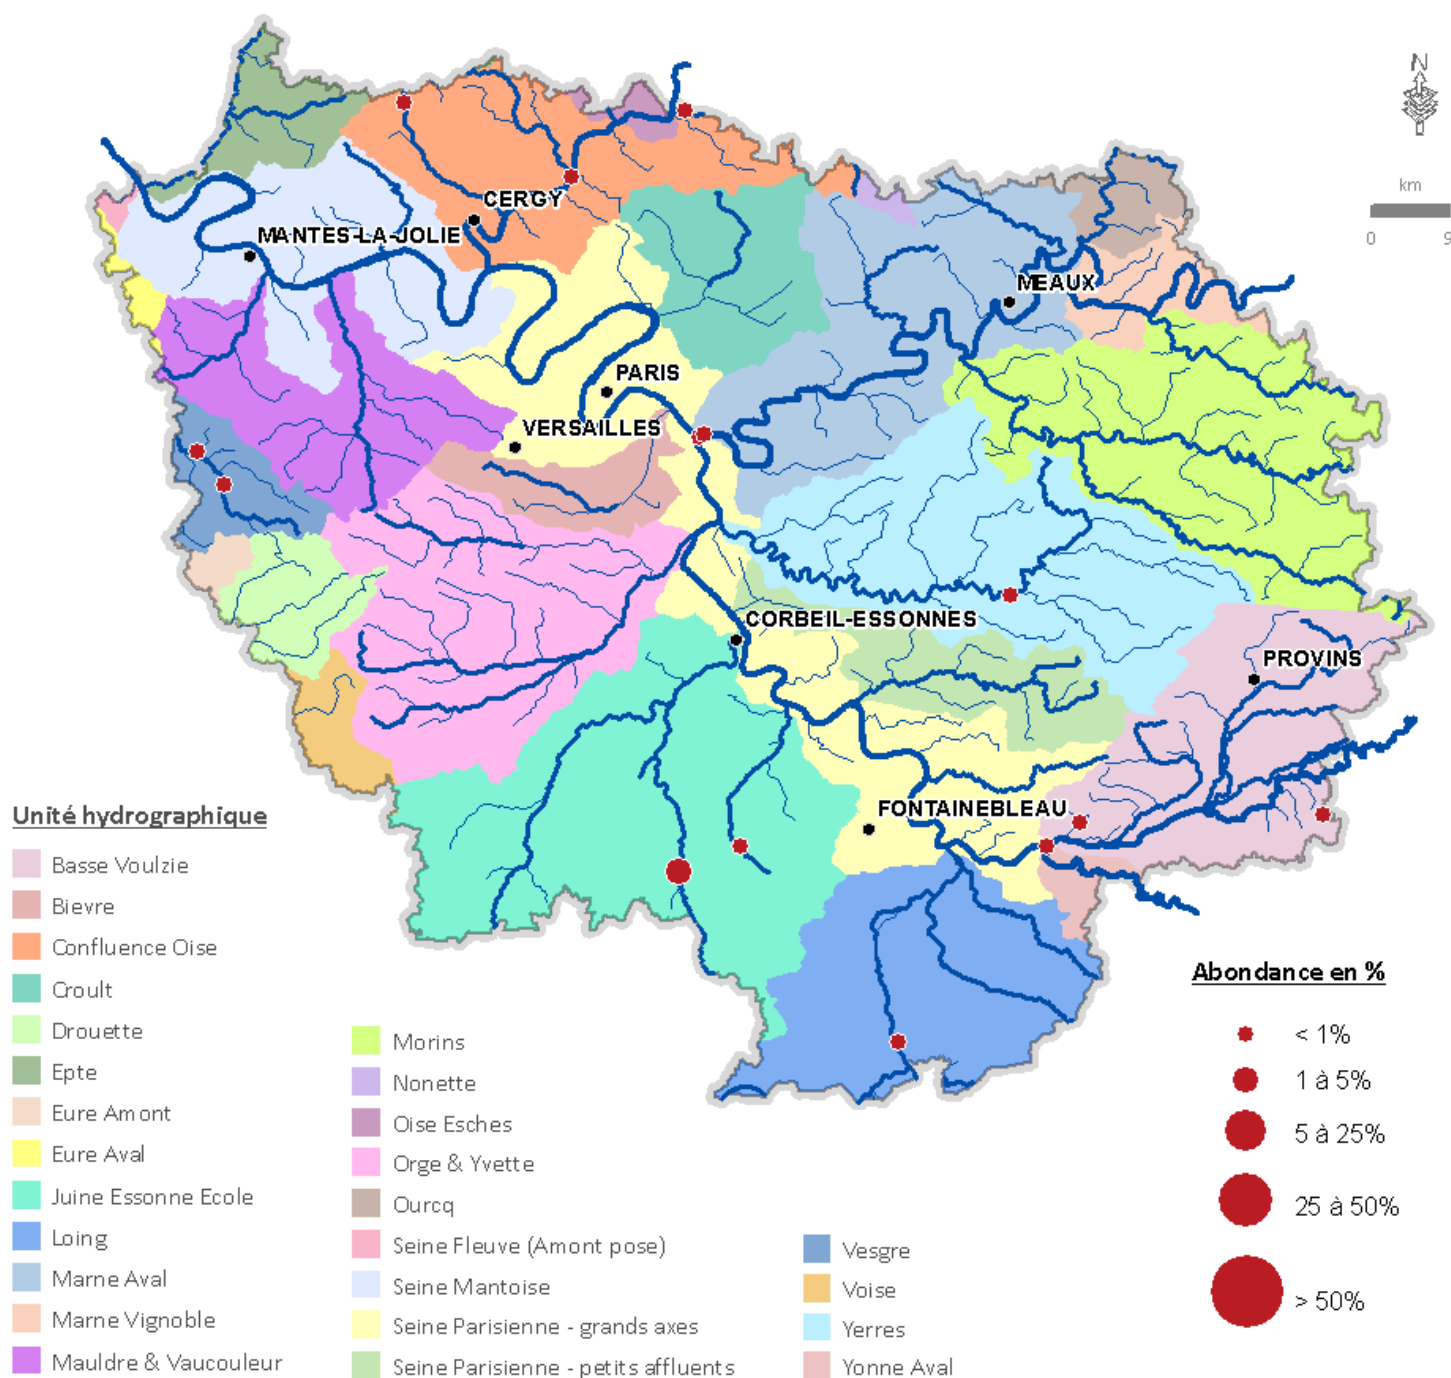 N
km
0 9
CERGY
MANTES-LA-JOLIE
MEAUX
PARIS
VERSAILLES
CORBEIL-ESSONNES
PROVINS
FONTAINEBLEAU
Unité hydrographique
Basse Voulzie
Bievre
Confluence Oise
Croult
Drouette
Epte
Eure Amont
Eure Aval
Juine Essonne Ecole
Loing
Marne Aval
Marne Vignoble
Mauldre & Vaucouleur
Morins
Nonette
Oise Esches
Orge & Yvette
Ourcq
Seine Fleuve (Amont pose)
Seine Mantoise
Seine Parisienne - grands axes
Seine Parisienne - petits affluents
Vesgre
Voise
Yerres
Yonne Aval
Abondance en %
< 1%
1 à 5%
5 à 25%
25 à 50%
> 50%